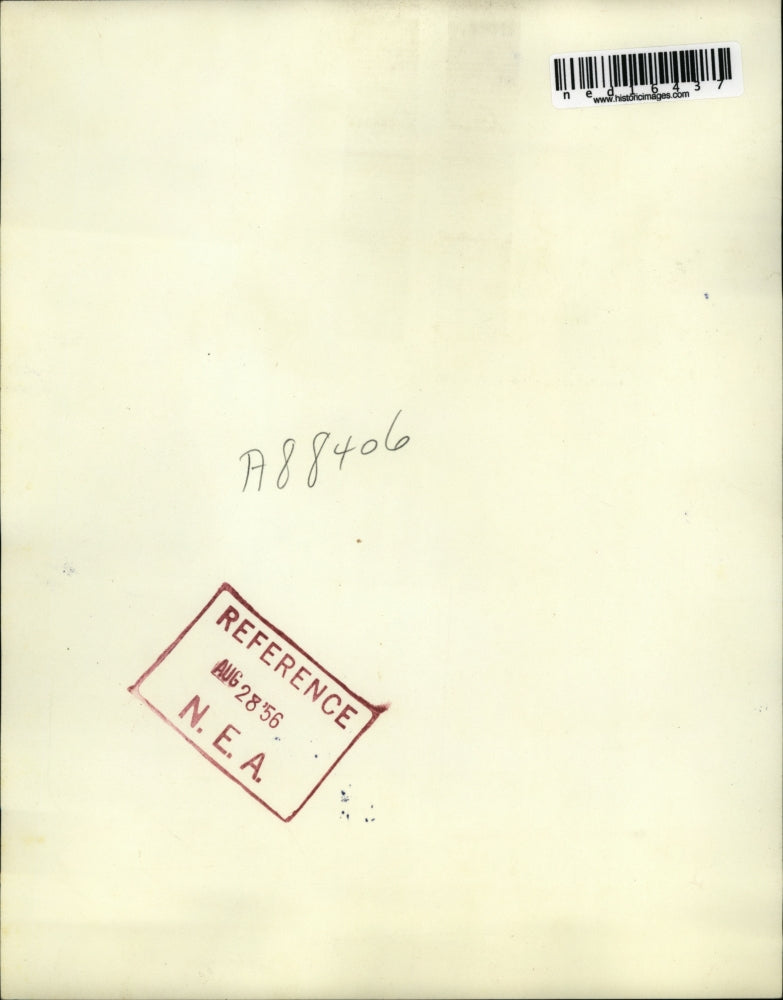 ned16437
www.historicimages.com
A88406
REFERENCE
AUG 28 '56
N. E. A.